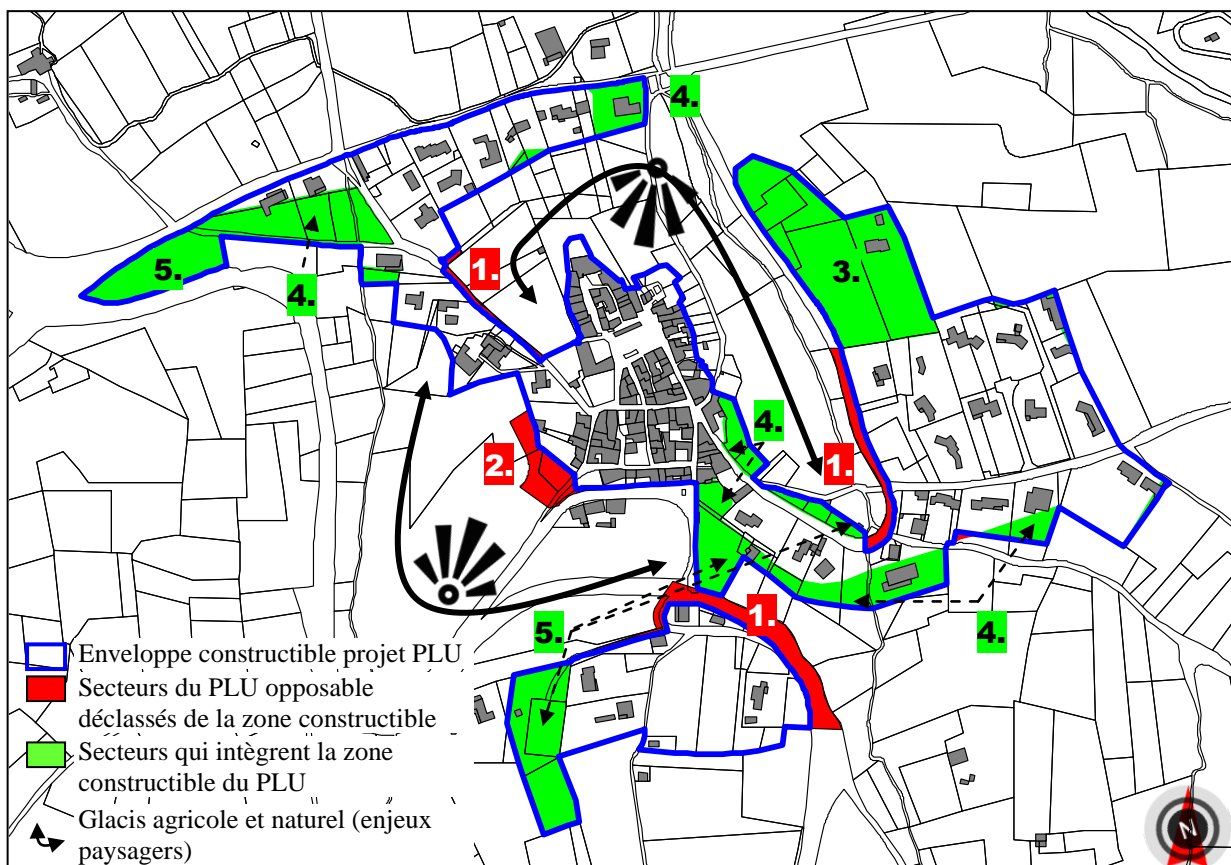 4.
1.
3.
5.
4.
4.
2.
1.
1.
5.
4.
Enveloppe constructible projet PLU
Secteurs du PLU opposable
déclassés de la zone constructible
Secteurs qui intègrent la zone
constructible du PLU
Glacis agricole et naturel (enjeux
paysagers)
N